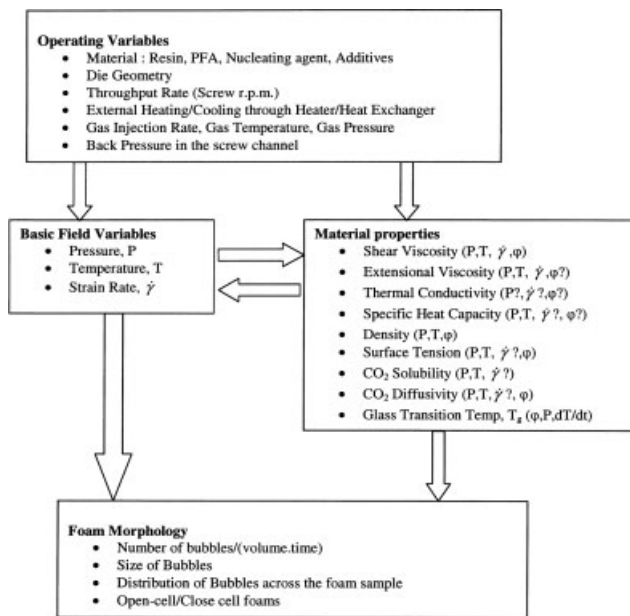 Operating Variables
• Material : Resin, PFA, Nucleating agent, Additives
• Die Geometry
• Throughput Rate (Screw r.p.m.)
• External Heating/Cooling through Heater/Heat Exchanger
• Gas Injection Rate, Gas Temperature, Gas Pressure
• Back Pressure in the screw channel
Basic Field Variables
• Pressure, P
• Temperature, T
• Strain Rate, γ̇
Material properties
• Shear Viscosity (P,T, γ̇ ,φ)
• Extensional Viscosity (P,T, γ̇ ,φ?)
• Thermal Conductivity (P?, γ̇ ?,φ?)
• Specific Heat Capacity (P,T, γ̇ ?, φ?)
• Density (P,T,φ)
• Surface Tension (P,T, γ̇ ?,φ)
• CO₂ Solubility (P,T, γ̇ ?)
• CO₂ Diffusivity (P,T, γ̇ ?, φ)
• Glass Transition Temp, Tg (φ,P,dT/dt)
Foam Morphology
• Number of bubbles/(volume.time)
• Size of Bubbles
• Distribution of Bubbles across the foam sample
• Open-cell/Close cell foams